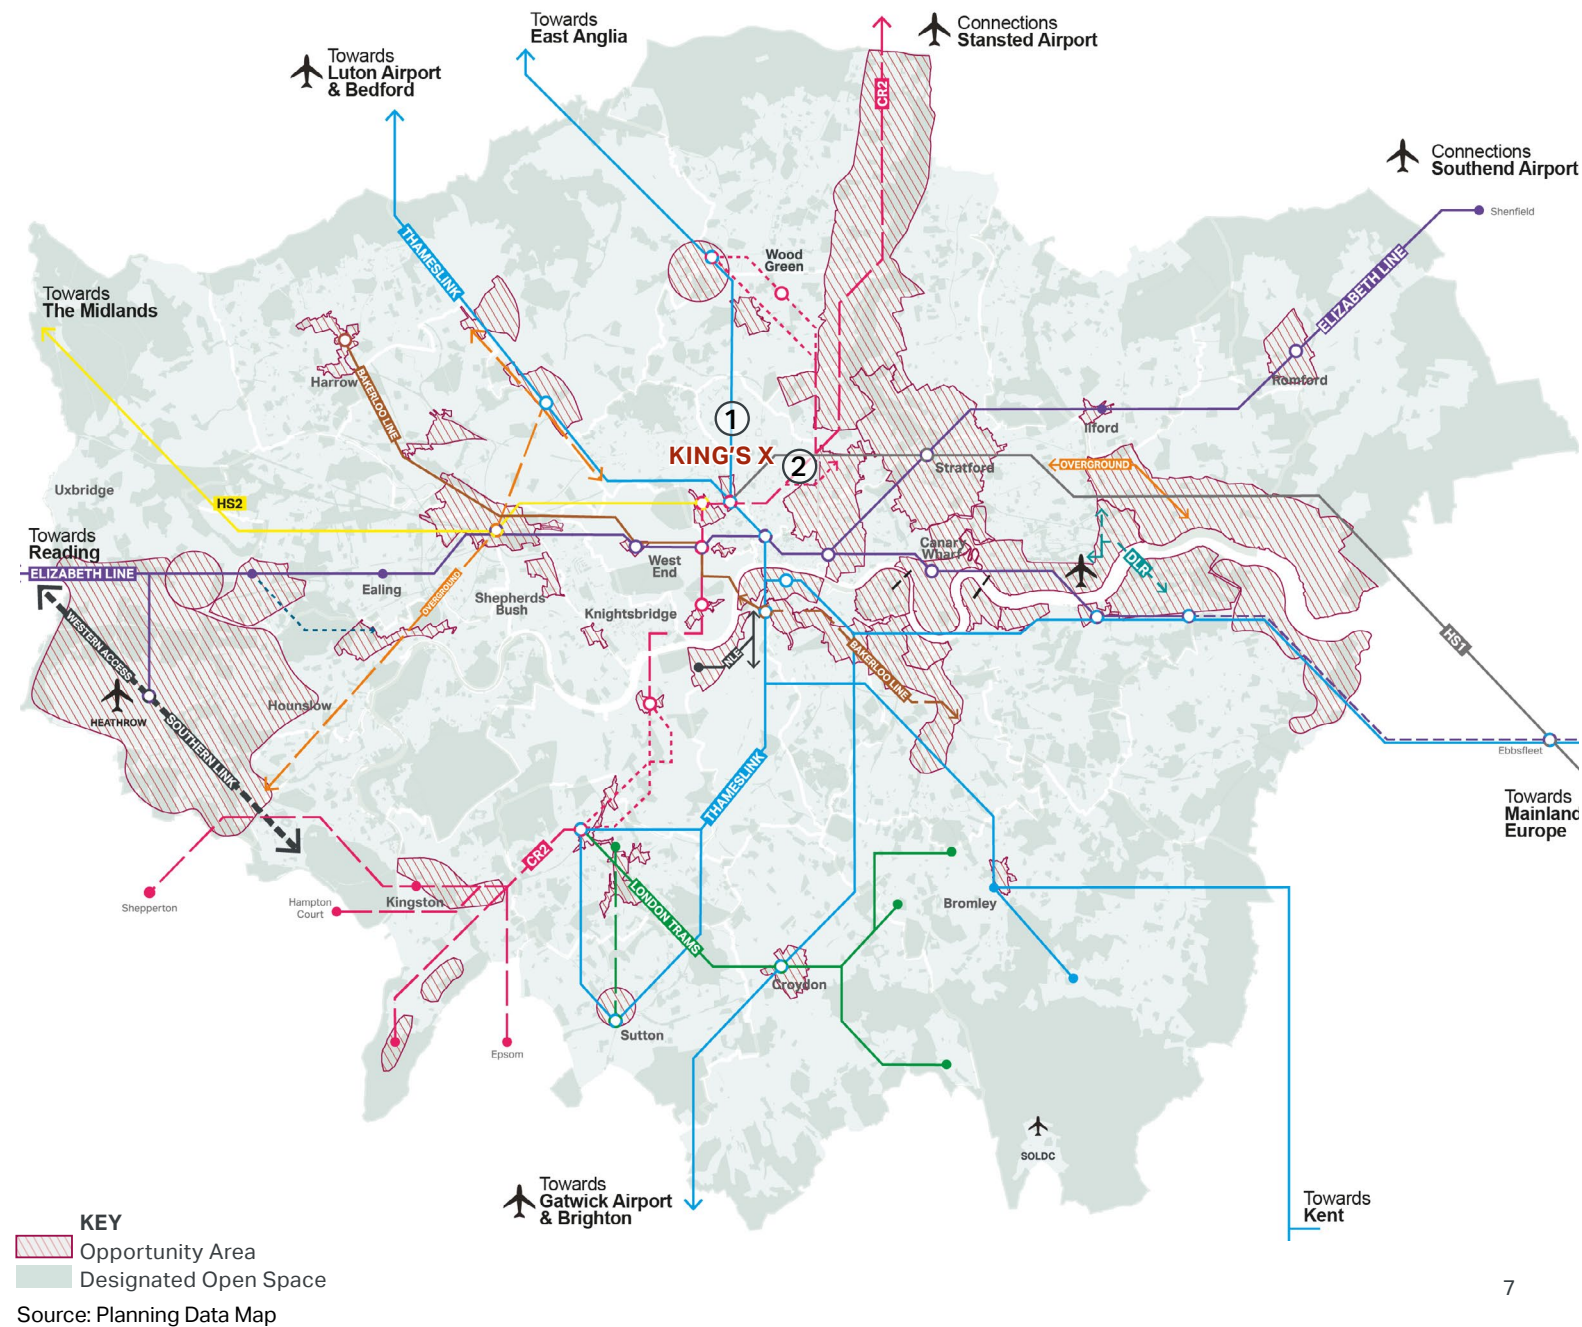 Towards
East Anglia
Connections
Stansted Airport
Towards
Luton Airport
& Bedford
CR2
Connections
Southend Airport
Shenfield
THAMESLINK
Wood
Green
ELIZABETH LINE
Towards
The Midlands
Harrow
BAKERLOO LINE
Romford
Ilford
1
KING'S X
2
Stratford
OVERGROUND
Uxbridge
HS2
Towards
Reading
ELIZABETH LINE
Ealing
OVERGROUND
Shepherds
Bush
West
End
Knightsbridge
Canary
Wharf
DLR
WESTERN ACCESS
HEATHROW
SOUTHERN LINK
Hounslow
NLE
BAKERLOO LINE
HS1
Ebbsfleet
Towards
Mainland
Europe
THAMESLINK
CR2
Shepperton
Hampton
Court
Kingston
LONDON TRAMS
Bromley
Croydon
Sutton
Epsom
SOLDC
Towards
Gatwick Airport
& Brighton
Towards
Kent
KEY
Opportunity Area
Designated Open Space
Source: Planning Data Map
7